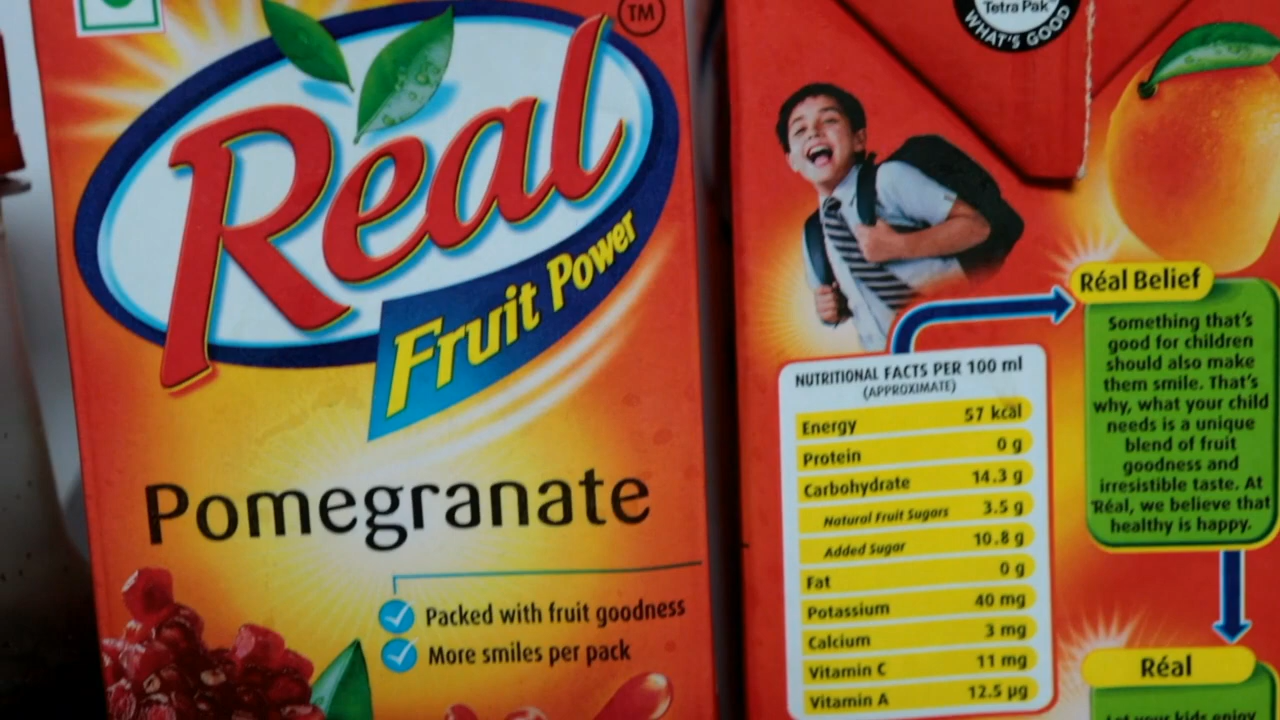 Real
TM
Fruit Power
Pomegranate
Packed with fruit goodness
More smiles per pack
Tetra Pak
WHAT'S GOOD
NUTRITIONAL FACTS PER 100 ml
(APPROXIMATE)
Energy 57 kcal
Protein 0 g
Carbohydrate 14.3 g
Natural Fruit Sugars 3.5 g
Added Sugar 10.8 g
Fat 0 g
Potassium 40 mg
Calcium 3 mg
Vitamin C 11 mg
Vitamin A 12.5 µg
Réal Belief
Something that's
good for children
should also make
them smile. That's
why, what your child
needs is a unique
blend of fruit
goodness and
irresistible taste. At
Réal, we believe that
healthy is happy.
Réal
your kids enjoy